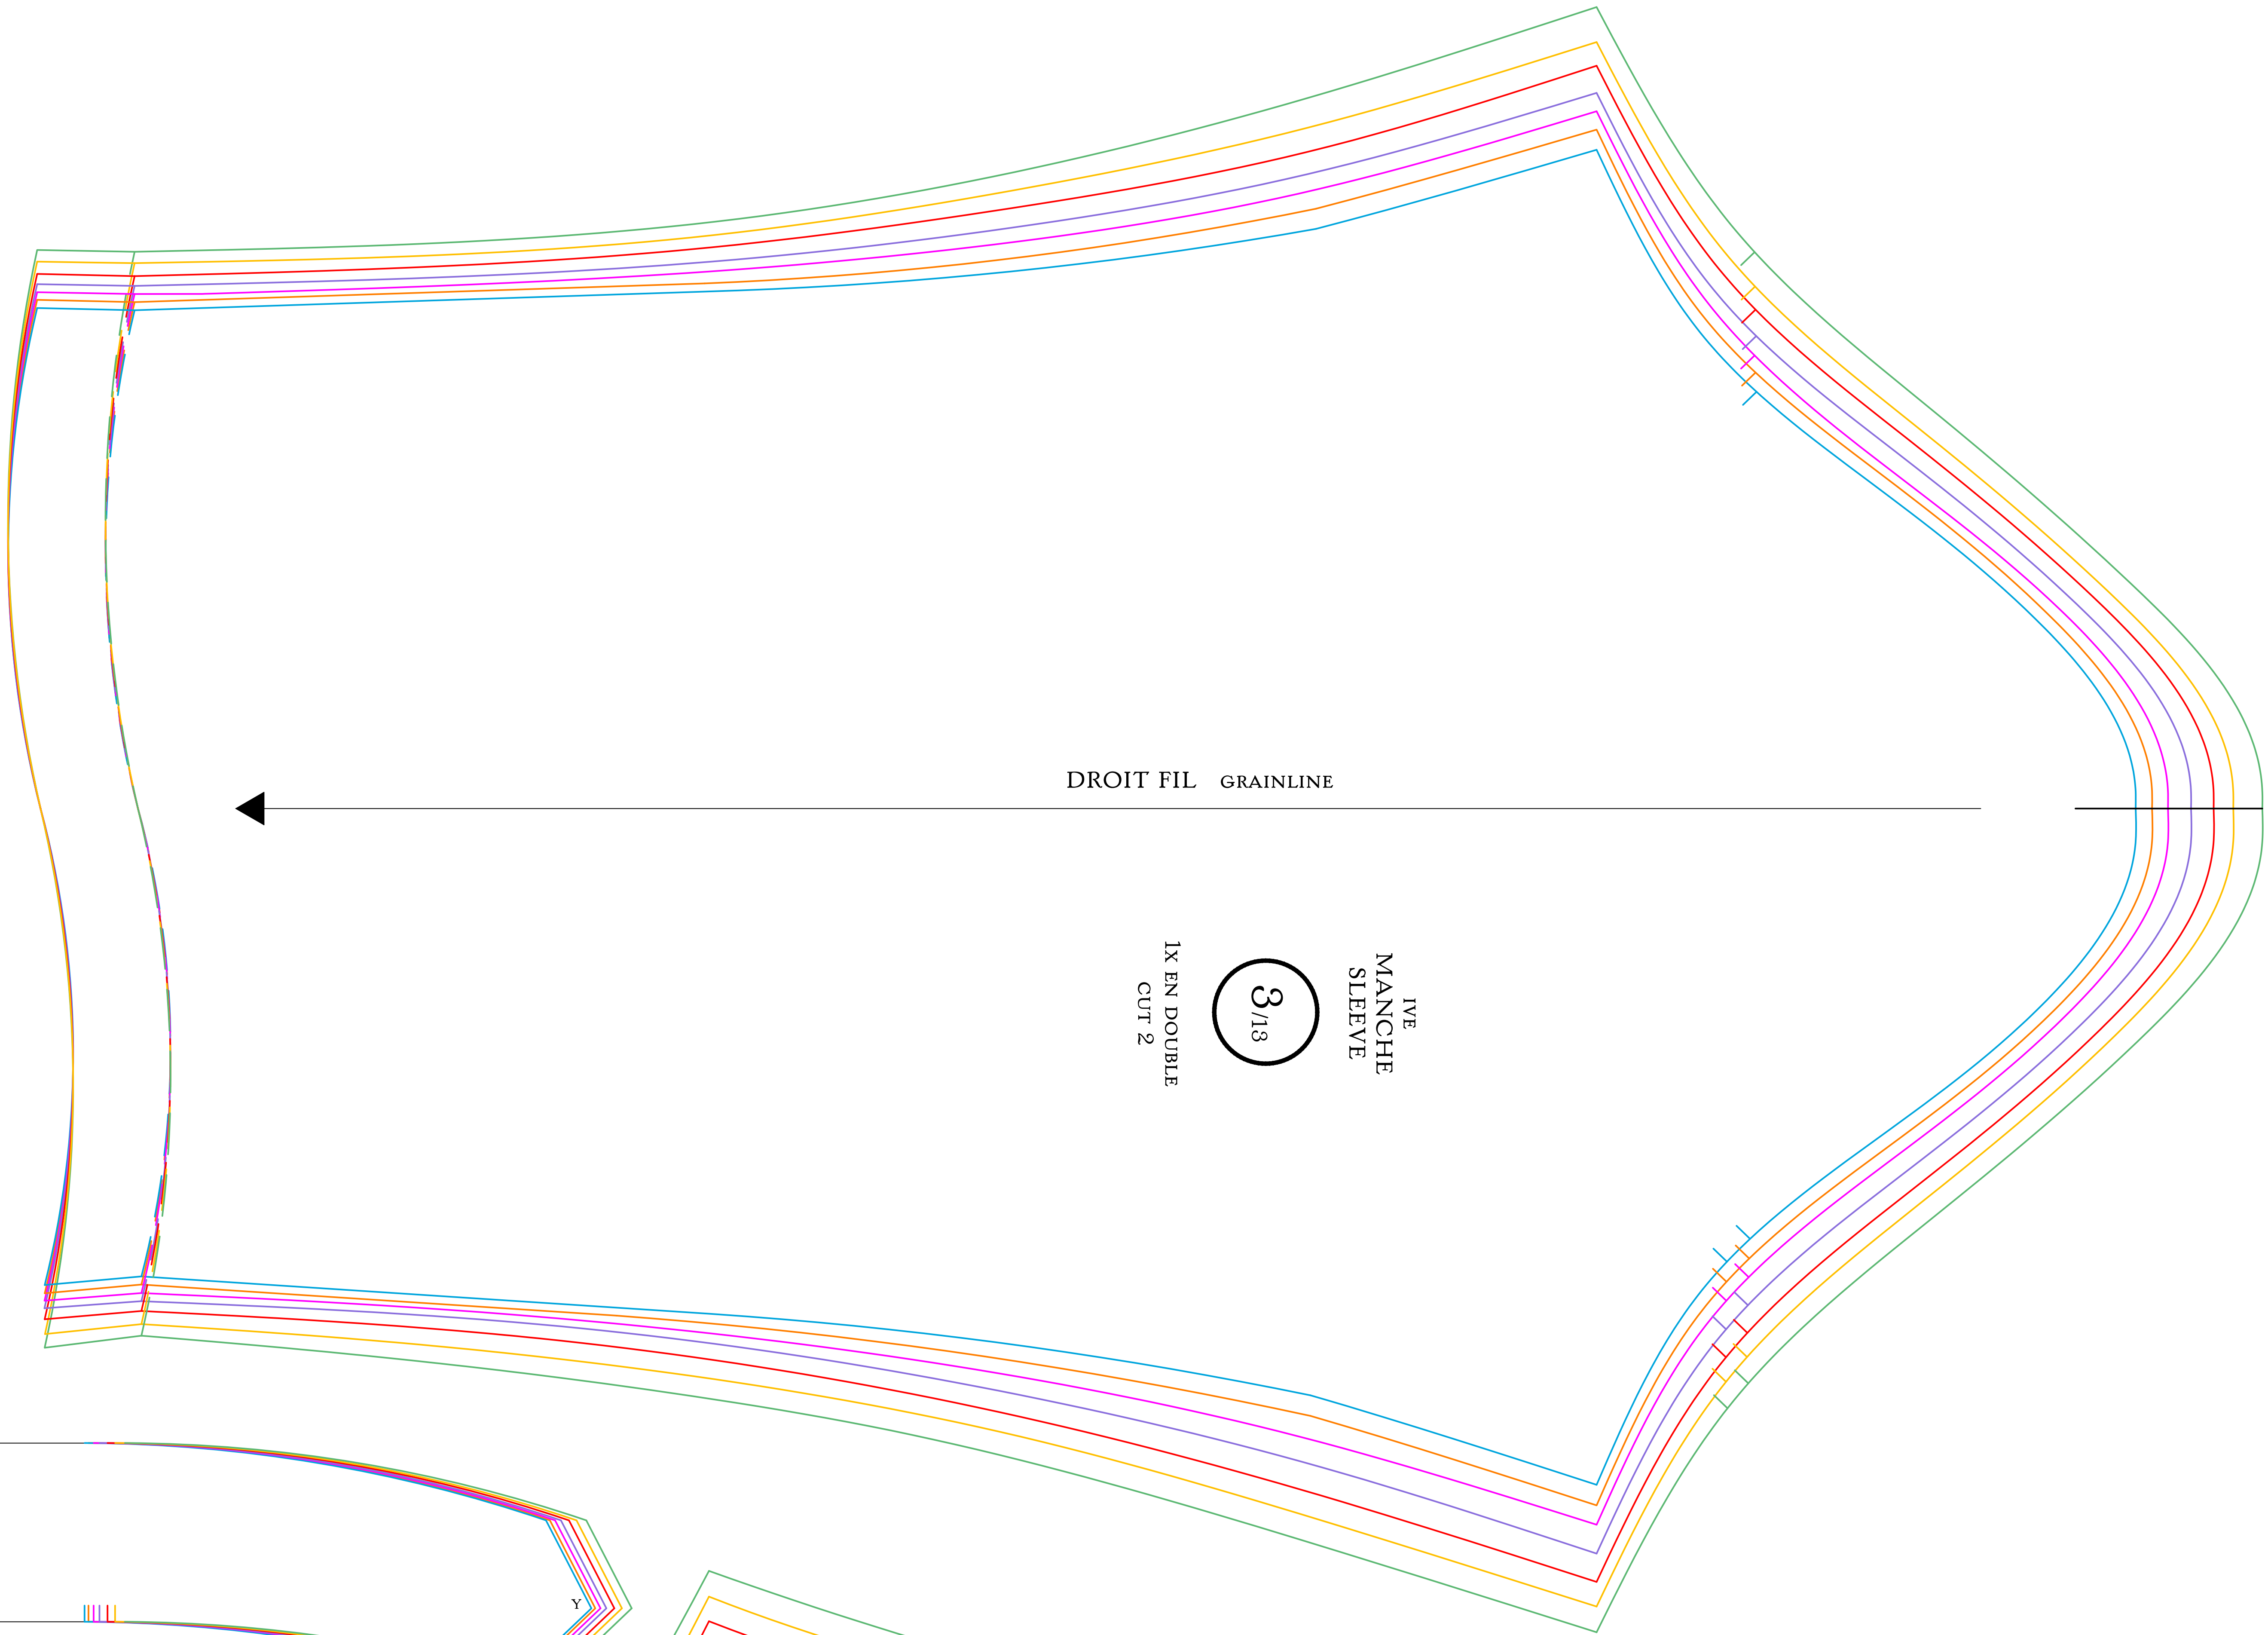 DROIT FIL GRAINLINE
IVE
MANCHE
SLEEVE
3/13
1X EN DOUBLE
CUT 2
Y